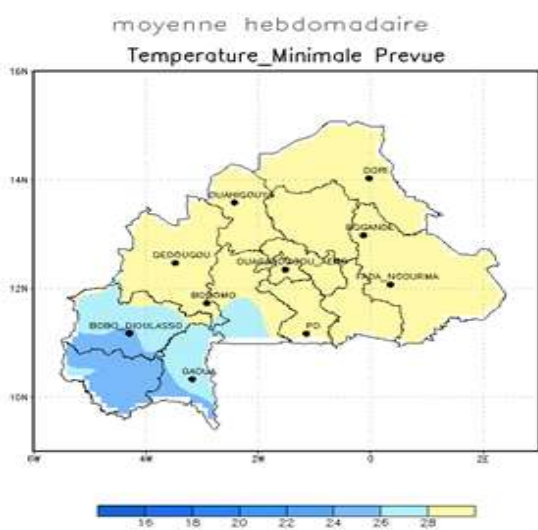 moyenne hebdomadaire
Temperature_Minimale Prevue
16N
DORI
14N
OUAHIGOUYA
BOGANDE
DEDOUGOU
OUAGADOUGOU_AERO
FADA_NGOURMA
12N
BOROMO
BOBO_DIOULASSO
PO
GAOUA
10N
6W 4W 2W 0 2E
16 18 20 22 24 26 28